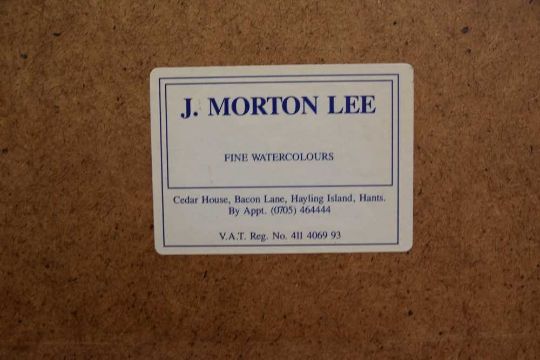 J. MORTON LEE
FINE WATERCOLOURS
Cedar House, Bacon Lane, Hayling Island, Hants.
By Appt. (0705) 464444
V.A.T. Reg. No. 411 4069 93